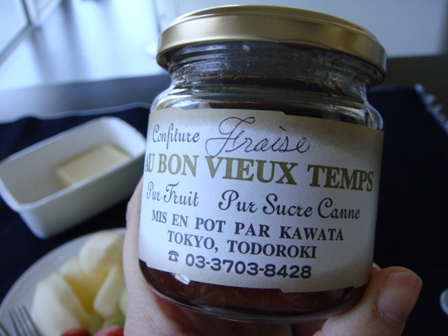 Confiture Fraise
AU BON VIEUX TEMPS
Pur Fruit Pur Sucre Canne
MIS EN POT PAR KAWATA
TOKYO, TODOROKI
☎ 03-3703-8428